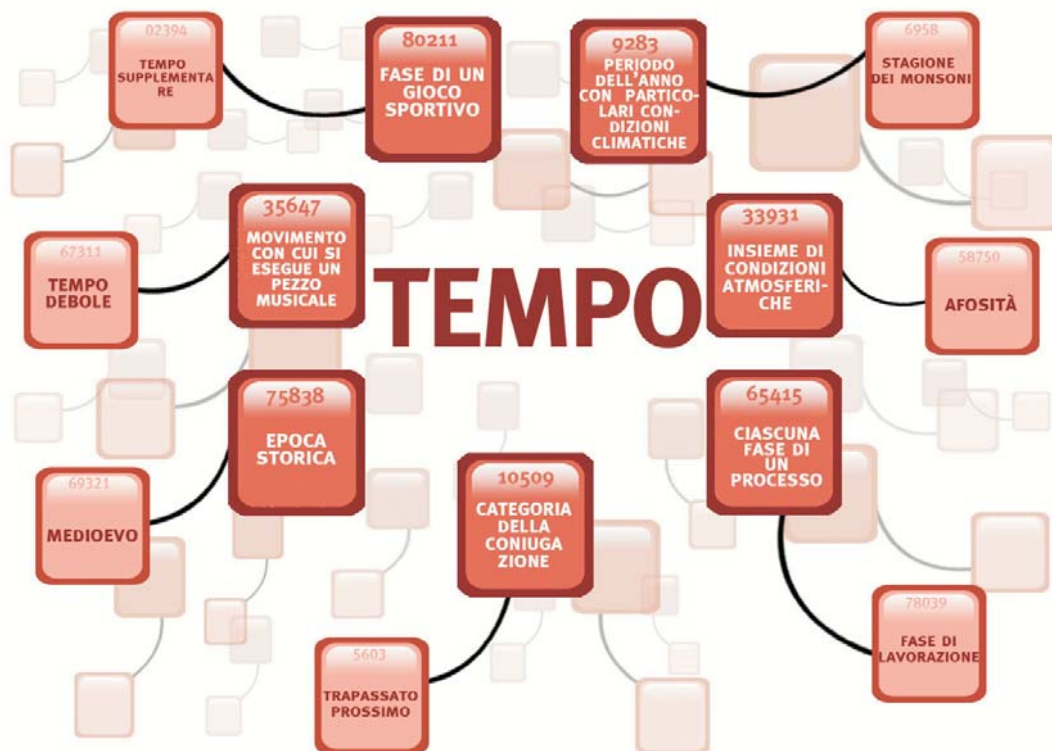 02394
TEMPO
SUPPLEMENTA
RE
80211
FASE DI UN
GIOCO
SPORTIVO
9283
PERIODO
DELL'ANNO
CON PARTICO-
LARI CON-
DIZIONI
CLIMATICHE
6958
STAGIONE
DEI MONSONI
67311
TEMPO
DEBOLE
35647
MOVIMENTO
CON CUI SI
ESEGUE UN
PEZZO
MUSICALE
TEMPO
33931
INSIEME DI
CONDIZIONI
ATMOSFERI-
CHE
58750
AFOSITÀ
69321
MEDIOEVO
75838
EPOCA
STORICA
10509
CATEGORIA
DELLA
CONIUGA
ZIONE
65415
CIASCUNA
FASE DI
UN
PROCESSO
5603
TRAPASSATO
PROSSIMO
78039
FASE DI
LAVORAZIONE